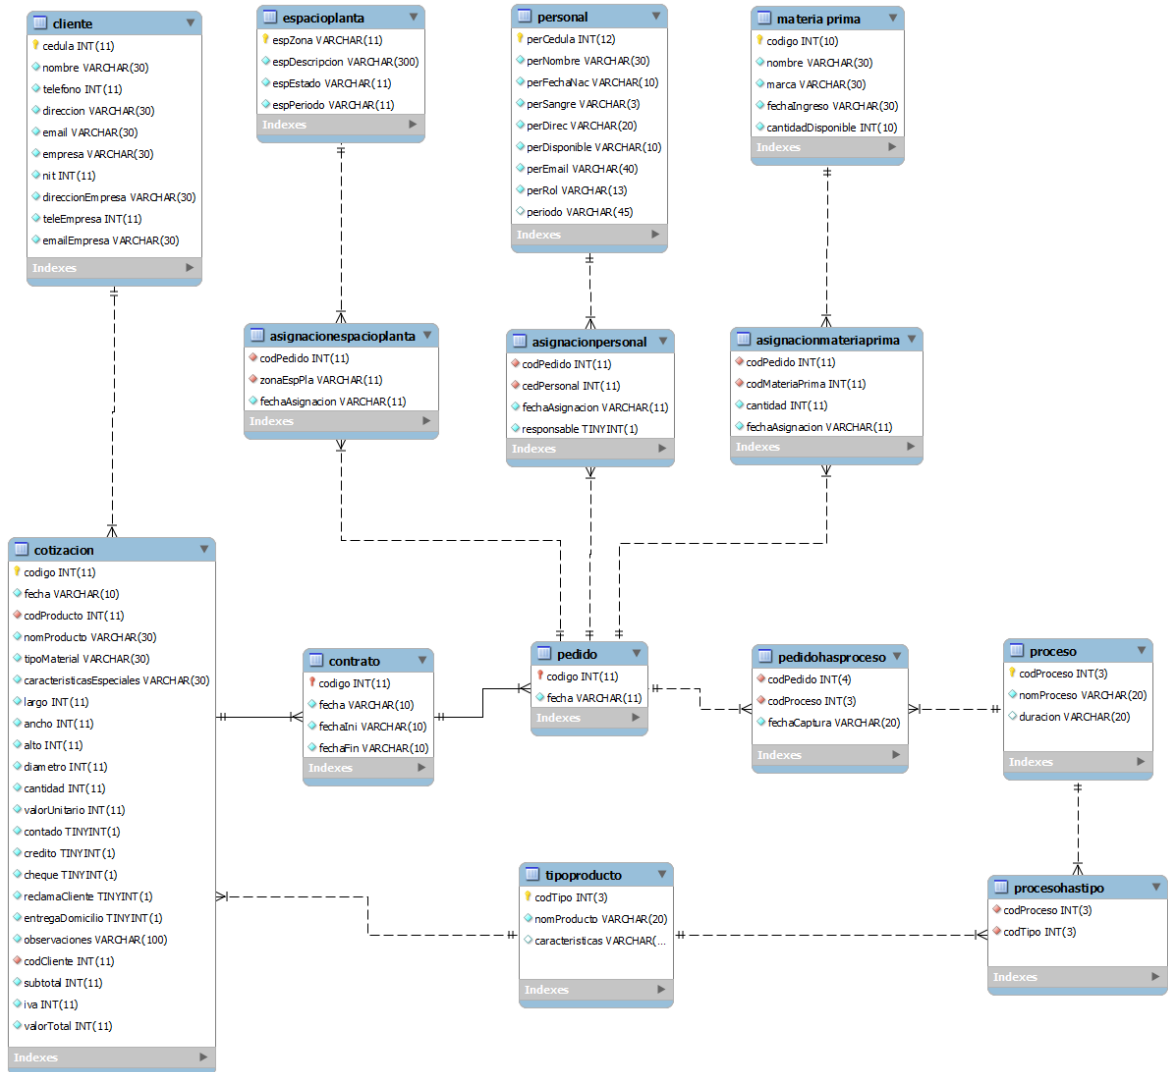 cliente
cedula INT(11)
nombre VARCHAR(30)
telefono INT(11)
direccion VARCHAR(30)
email VARCHAR(30)
empresa VARCHAR(30)
nit INT(11)
direccionEmpresa VARCHAR(30)
teleEmpresa INT(11)
emailEmpresa VARCHAR(30)
Indexes
espacioplanta
espZona VARCHAR(11)
espDescripcion VARCHAR(300)
espEstado VARCHAR(11)
espPeriodo VARCHAR(11)
Indexes
personal
perCedula INT(12)
perNombre VARCHAR(30)
perFechaNac VARCHAR(10)
perSangre VARCHAR(3)
perDirec VARCHAR(20)
perDisponible VARCHAR(10)
perEmail VARCHAR(40)
perRol VARCHAR(13)
periodo VARCHAR(45)
Indexes
materia prima
codigo INT(10)
nombre VARCHAR(30)
marca VARCHAR(30)
fechaIngreso VARCHAR(30)
cantidadDisponible INT(10)
Indexes
asignacionespacioplanta
codPedido INT(11)
zonaEspPla VARCHAR(11)
fechaAsignacion VARCHAR(11)
Indexes
asignacionpersonal
codPedido INT(11)
cedPersonal INT(11)
fechaAsignacion VARCHAR(11)
responsable TINYINT(1)
Indexes
asignacionmateriaprima
codPedido INT(11)
codMateriaPrima INT(11)
cantidad INT(11)
fechaAsignacion VARCHAR(11)
Indexes
cotizacion
codigo INT(11)
fecha VARCHAR(10)
codProducto INT(11)
nomProducto VARCHAR(30)
tipoMaterial VARCHAR(30)
caracteristicasEspeciales VARCHAR(30)
largo INT(11)
ancho INT(11)
alto INT(11)
diametro INT(11)
cantidad INT(11)
valorUnitario INT(11)
contado TINYINT(1)
credito TINYINT(1)
cheque TINYINT(1)
reclamaCliente TINYINT(1)
entregaDomicilio TINYINT(1)
observaciones VARCHAR(100)
codCliente INT(11)
subtotal INT(11)
iva INT(11)
valorTotal INT(11)
Indexes
contrato
codigo INT(11)
fecha VARCHAR(10)
fechaIni VARCHAR(10)
fechaFin VARCHAR(10)
Indexes
pedido
codigo INT(11)
fecha VARCHAR(11)
Indexes
pedidohasproceso
codPedido INT(4)
codProceso INT(3)
fechaCaptura VARCHAR(20)
Indexes
proceso
codProceso INT(3)
nomProceso VARCHAR(20)
duracion VARCHAR(20)
Indexes
tipoproducto
codTipo INT(3)
nomProducto VARCHAR(20)
caracteristicas VARCHAR(...
Indexes
procesohastipo
codProceso INT(3)
codTipo INT(3)
Indexes